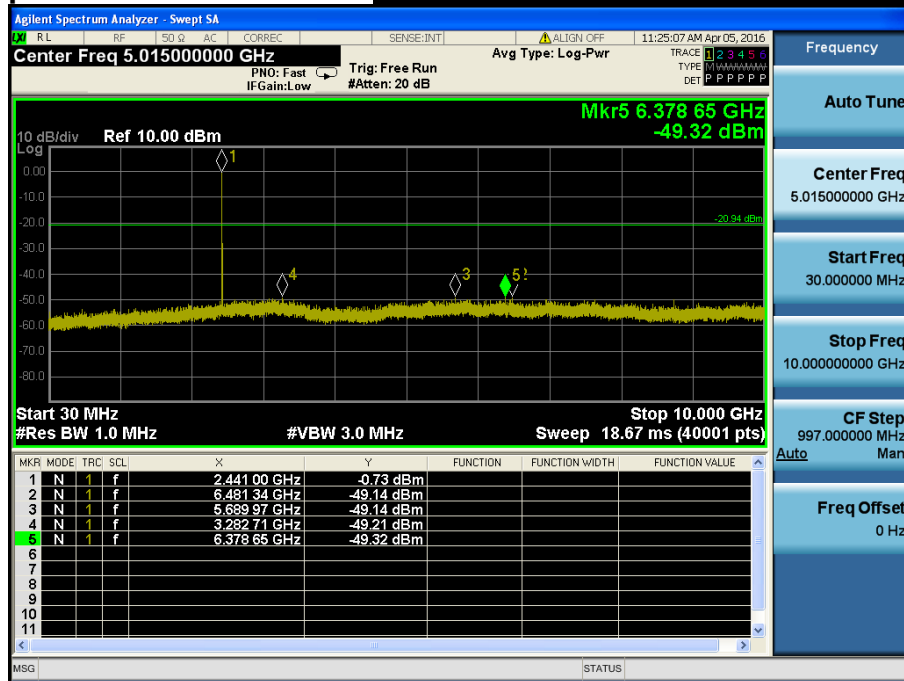 Agilent Spectrum Analyzer - Swept SA
LXI RL RF 50 Ω AC CORREC SENSE:INT ALIGN OFF 11:25:07 AM Apr 05, 2016
Center Freq 5.015000000 GHz
PNO: Fast
IFGain:Low
Trig: Free Run
#Atten: 20 dB
Avg Type: Log-Pwr
TRACE 1 2 3 4 5 6
TYPE M W W W W W
DET P P P P P P
Mkr5 6.378 65 GHz
-49.32 dBm
10 dB/div Ref 10.00 dBm
Log
0.00
-10.0
-20.0
-30.0
-40.0
-50.0
-60.0
-70.0
-80.0
1
4
3
5
-20.94 dBm
Start 30 MHz Stop 10.000 GHz
#Res BW 1.0 MHz #VBW 3.0 MHz Sweep 18.67 ms (40001 pts)
MKR MODE TRC SCL X Y FUNCTION FUNCTION WIDTH FUNCTION VALUE
1 N 1 f 2.441 00 GHz -0.73 dBm
2 N 1 f 6.481 34 GHz -49.14 dBm
3 N 1 f 5.689 97 GHz -49.14 dBm
4 N 1 f 3.282 71 GHz -49.21 dBm
5 N 1 f 6.378 65 GHz -49.32 dBm
6
7
8
9
10
11
MSG STATUS
Frequency
Auto Tune
Center Freq
5.015000000 GHz
Start Freq
30.000000 MHz
Stop Freq
10.000000000 GHz
CF Step
997.000000 MHz
Auto Man
Freq Offset
0 Hz